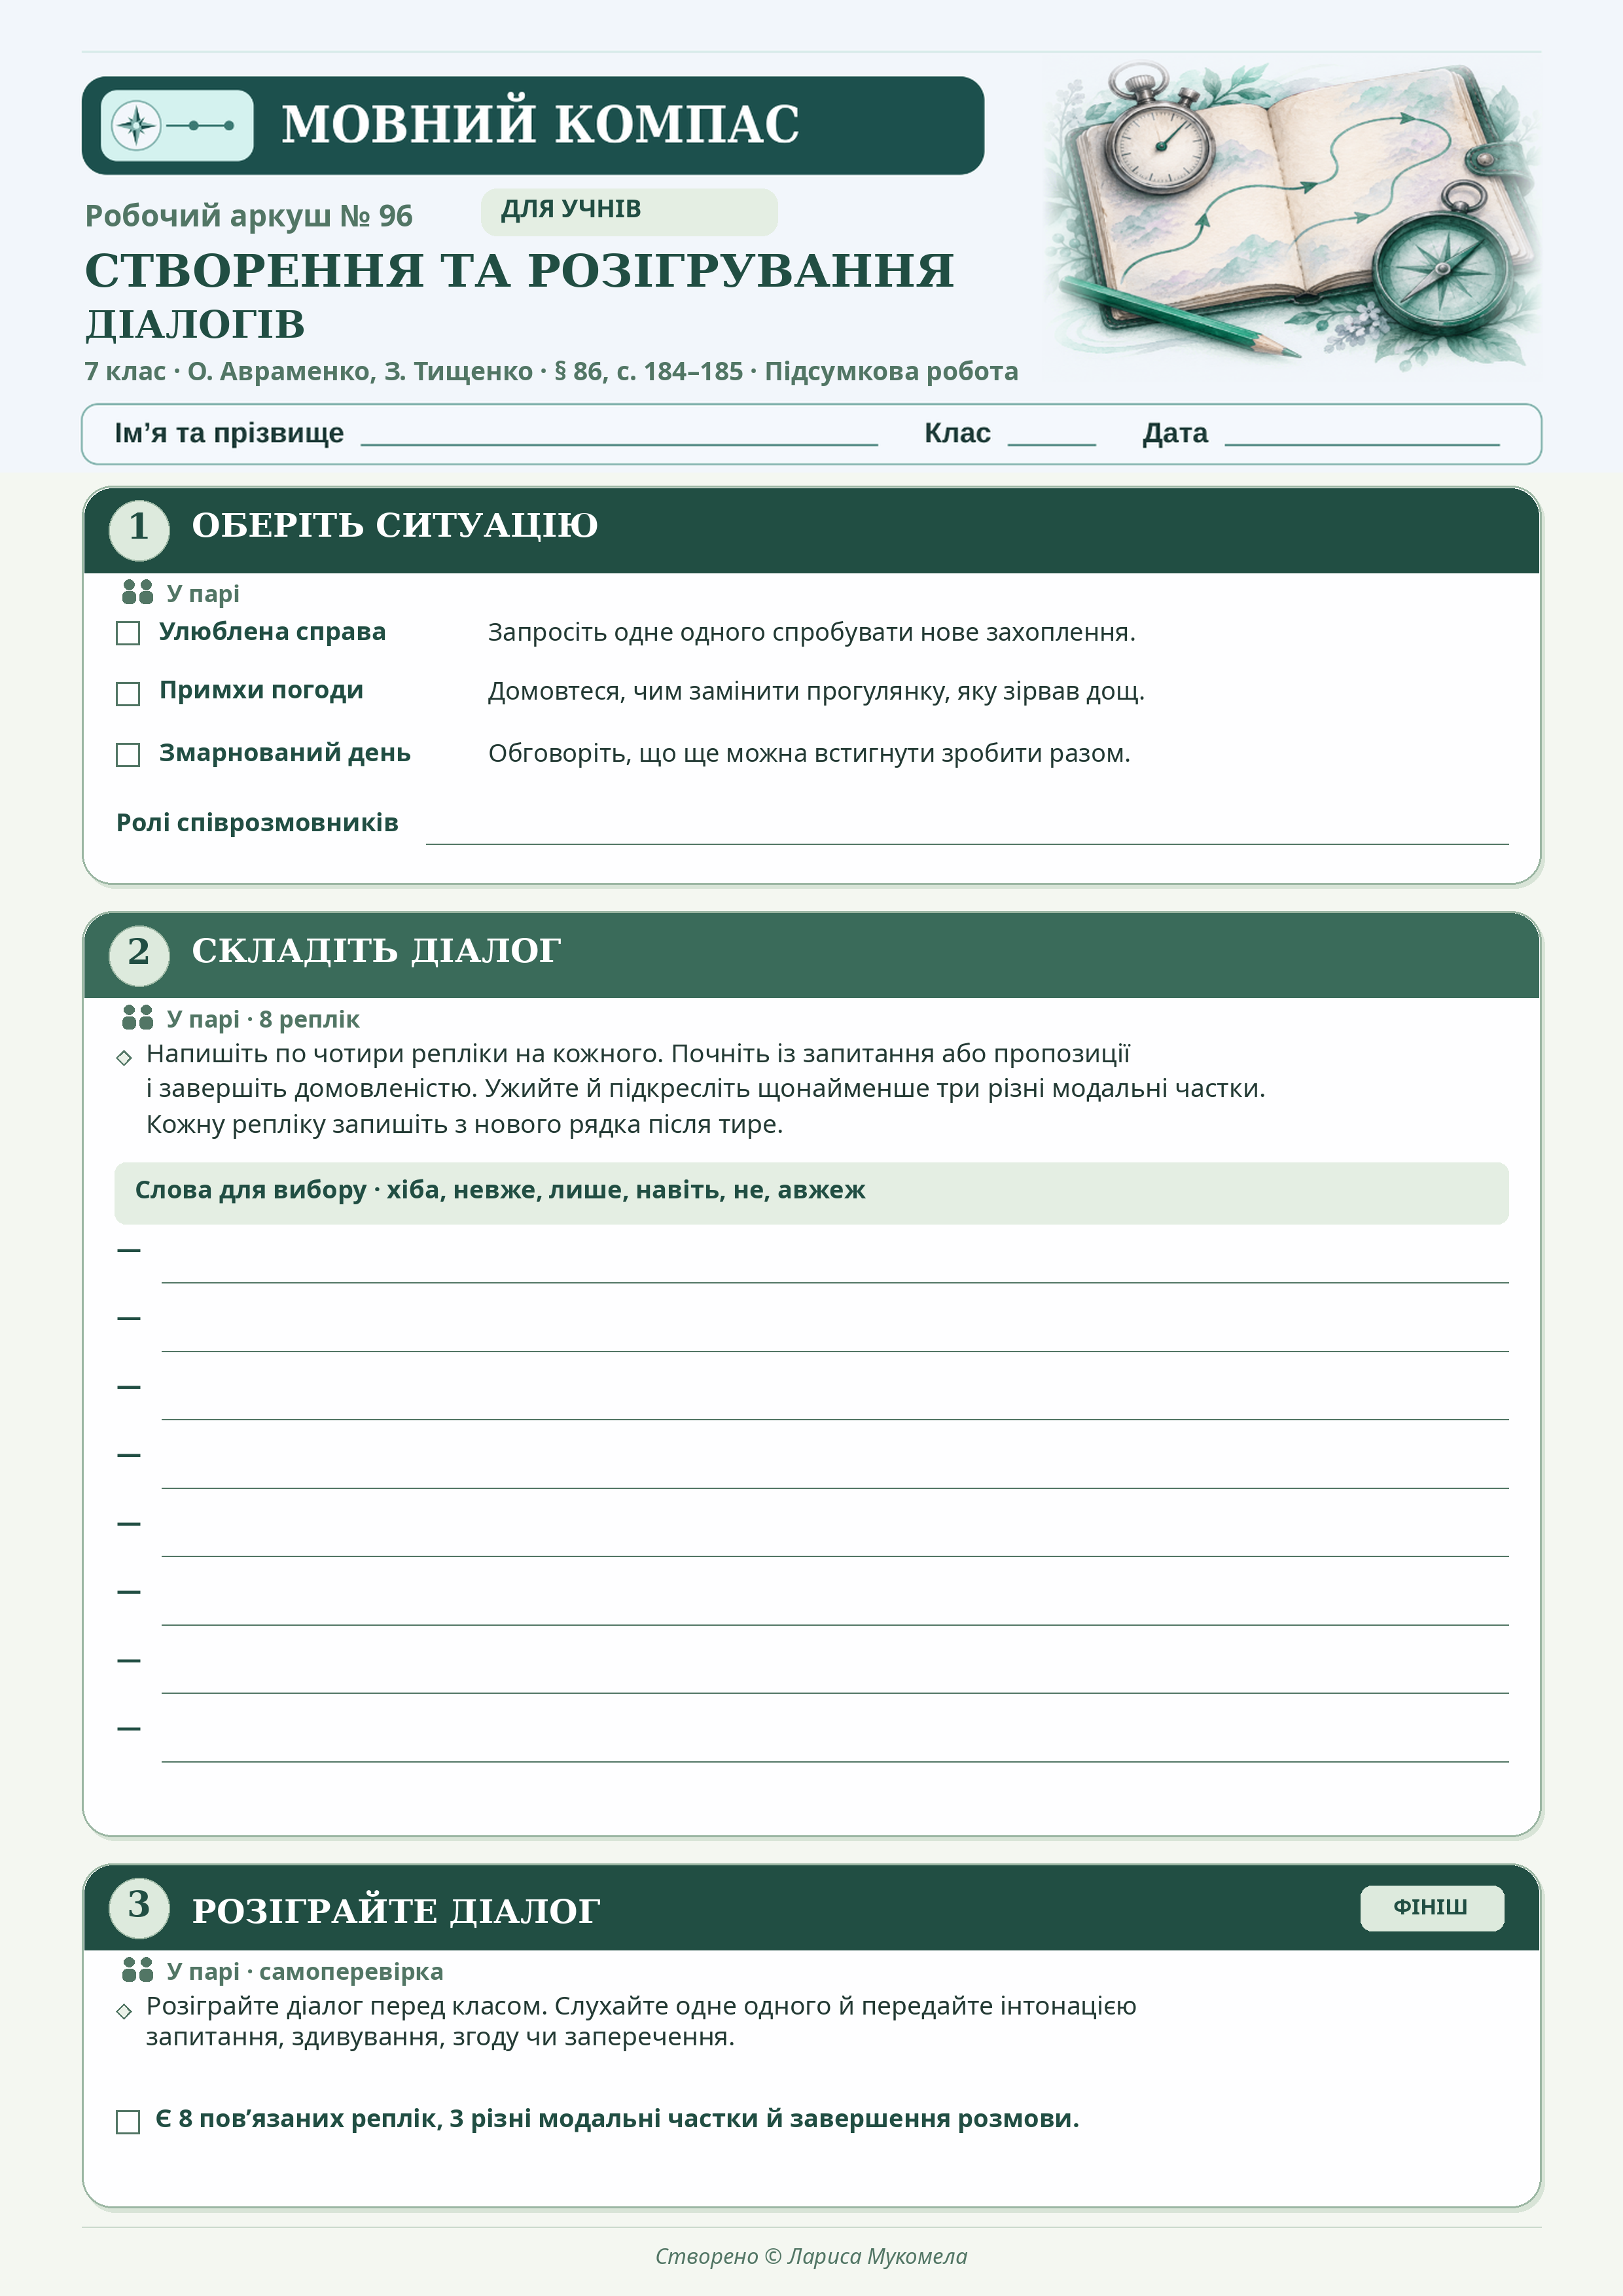 МОВНИЙ КОМПАС
Робочий аркуш № 96
ДЛЯ УЧНІВ
СТВОРЕННЯ ТА РОЗІГРУВАННЯ
ДІАЛОГІВ
7 клас · О. Авраменко, З. Тищенко · § 86, с. 184–185 · Підсумкова робота
Ім’я та прізвище Клас Дата
1 ОБЕРІТЬ СИТУАЦІЮ
У парі
Улюблена справа Запросіть одне одного спробувати нове захоплення.
Примхи погоди Домовтеся, чим замінити прогулянку, яку зірвав дощ.
Змарнований день Обговоріть, що ще можна встигнути зробити разом.
Ролі співрозмовників
2 СКЛАДІТЬ ДІАЛОГ
У парі · 8 реплік
Напишіть по чотири репліки на кожного. Почніть із запитання або пропозиції
і завершіть домовленістю. Ужийте й підкресліть щонайменше три різні модальні частки.
Кожну репліку запишіть з нового рядка після тире.
Слова для вибору · хіба, невже, лише, навіть, не, авжеж
—
—
—
—
—
—
—
—
3 РОЗІГРАЙТЕ ДІАЛОГ
ФІНІШ
У парі · самоперевірка
Розіграйте діалог перед класом. Слухайте одне одного й передайте інтонацією
запитання, здивування, згоду чи заперечення.
Є 8 пов’язаних реплік, 3 різні модальні частки й завершення розмови.
Створено © Лариса Мукомела